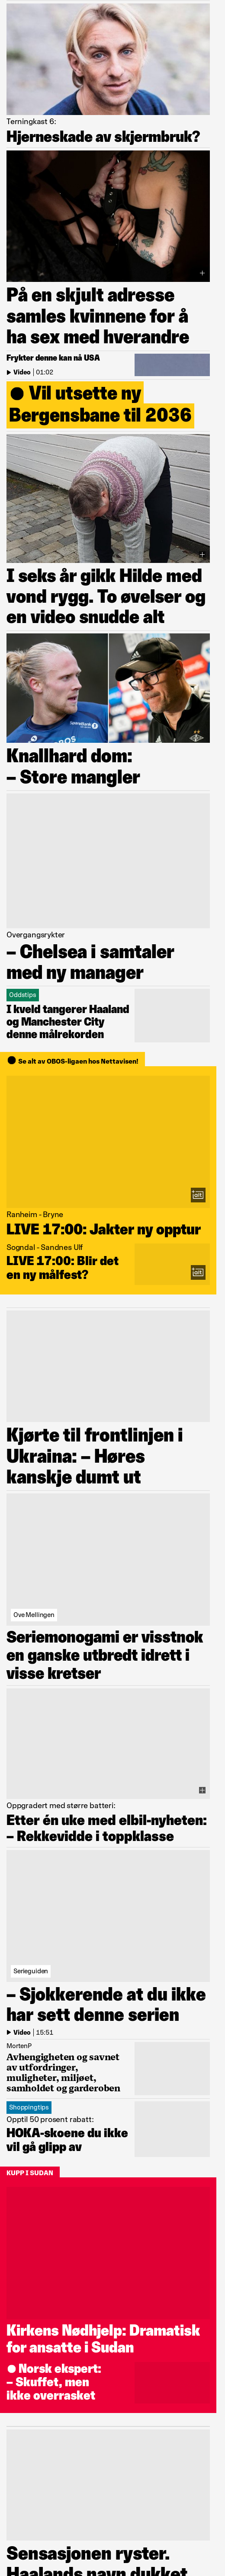 Terningkast 6:
Hjerneskade av skjermbruk?
På en skjult adresse
samles kvinnene for å
ha sex med hverandre
Frykter denne kan nå USA
Video | 01:02
Vil utsette ny
Bergensbane til 2036
I seks år gikk Hilde med
vond rygg. To øvelser og
en video snudde alt
Knallhard dom:
– Store mangler
Overgangsrykter
– Chelsea i samtaler
med ny manager
Oddstips
I kveld tangerer Haaland
og Manchester City
denne målrekorden
Se alt av OBOS-ligaen hos Nettavisen!
Ranheim - Bryne
LIVE 17:00: Jakter ny opptur
Sogndal - Sandnes Ulf
LIVE 17:00: Blir det
en ny målfest?
Kjørte til frontlinjen i
Ukraina: – Høres
kanskje dumt ut
Ove Mellingen
Seriemonogami er visstnok
en ganske utbredt idrett i
visse kretser
Oppgradert med større batteri:
Etter én uke med elbil-nyheten:
– Rekkevidde i toppklasse
Serieguiden
– Sjokkerende at du ikke
har sett denne serien
Video | 15:51
MortenP
Avhengigheten og savnet
av utfordringer,
muligheter, miljøet,
samholdet og garderoben
Shoppingtips
Opptil 50 prosent rabatt:
HOKA-skoene du ikke
vil gå glipp av
KUPP I SUDAN
Kirkens Nødhjelp: Dramatisk
for ansatte i Sudan
Norsk ekspert:
– Skuffet, men
ikke overrasket
Sensasjonen ryster.
Haalands navn dukket